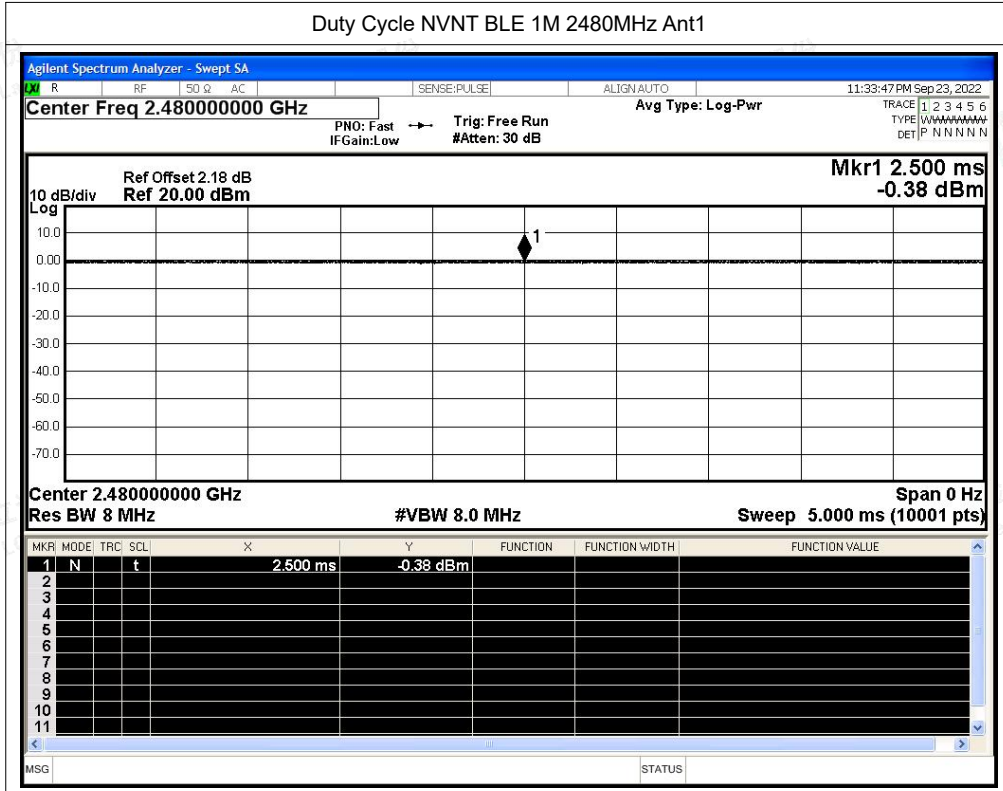 Duty Cycle NVNT BLE 1M 2480MHz Ant1
Agilent Spectrum Analyzer - Swept SA
LXI R RF 50 Ω AC SENSE:PULSE ALIGN AUTO 11:33:47 PM Sep 23, 2022
Center Freq 2.480000000 GHz Avg Type: Log-Pwr TRACE 1 2 3 4 5 6
PNO: Fast Trig: Free Run TYPE WWWWWW
IFGain:Low #Atten: 30 dB DET P N N N N N
Mkr1 2.500 ms
Ref Offset 2.18 dB
10 dB/div Ref 20.00 dBm -0.38 dBm
Log
10.0
1
0.00
-10.0
-20.0
-30.0
-40.0
-50.0
-60.0
-70.0
Center 2.480000000 GHz Span 0 Hz
Res BW 8 MHz #VBW 8.0 MHz Sweep 5.000 ms (10001 pts)
MKR MODE TRC SCL X Y FUNCTION FUNCTION WIDTH FUNCTION VALUE
1 N t 2.500 ms -0.38 dBm
2
3
4
5
6
7
8
9
10
11
MSG STATUS